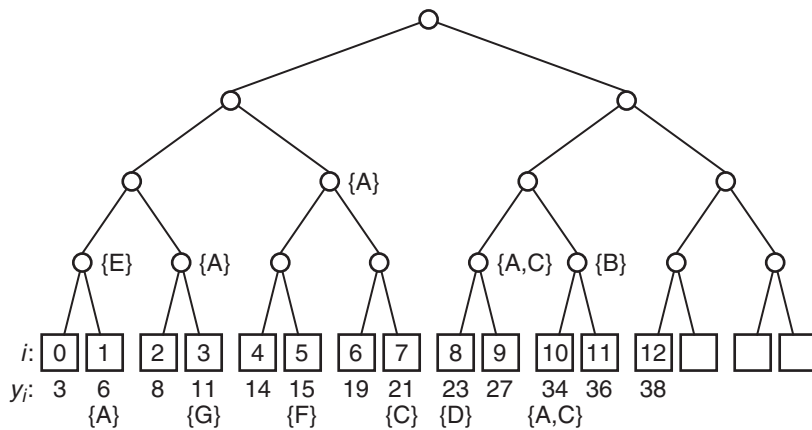 {A}
{E} {A} {A,C} {B}
i: 0 1 2 3 4 5 6 7 8 9 10 11 12
yi: 3 6 8 11 14 15 19 21 23 27 34 36 38
{A} {G} {F} {C} {D} {A,C}